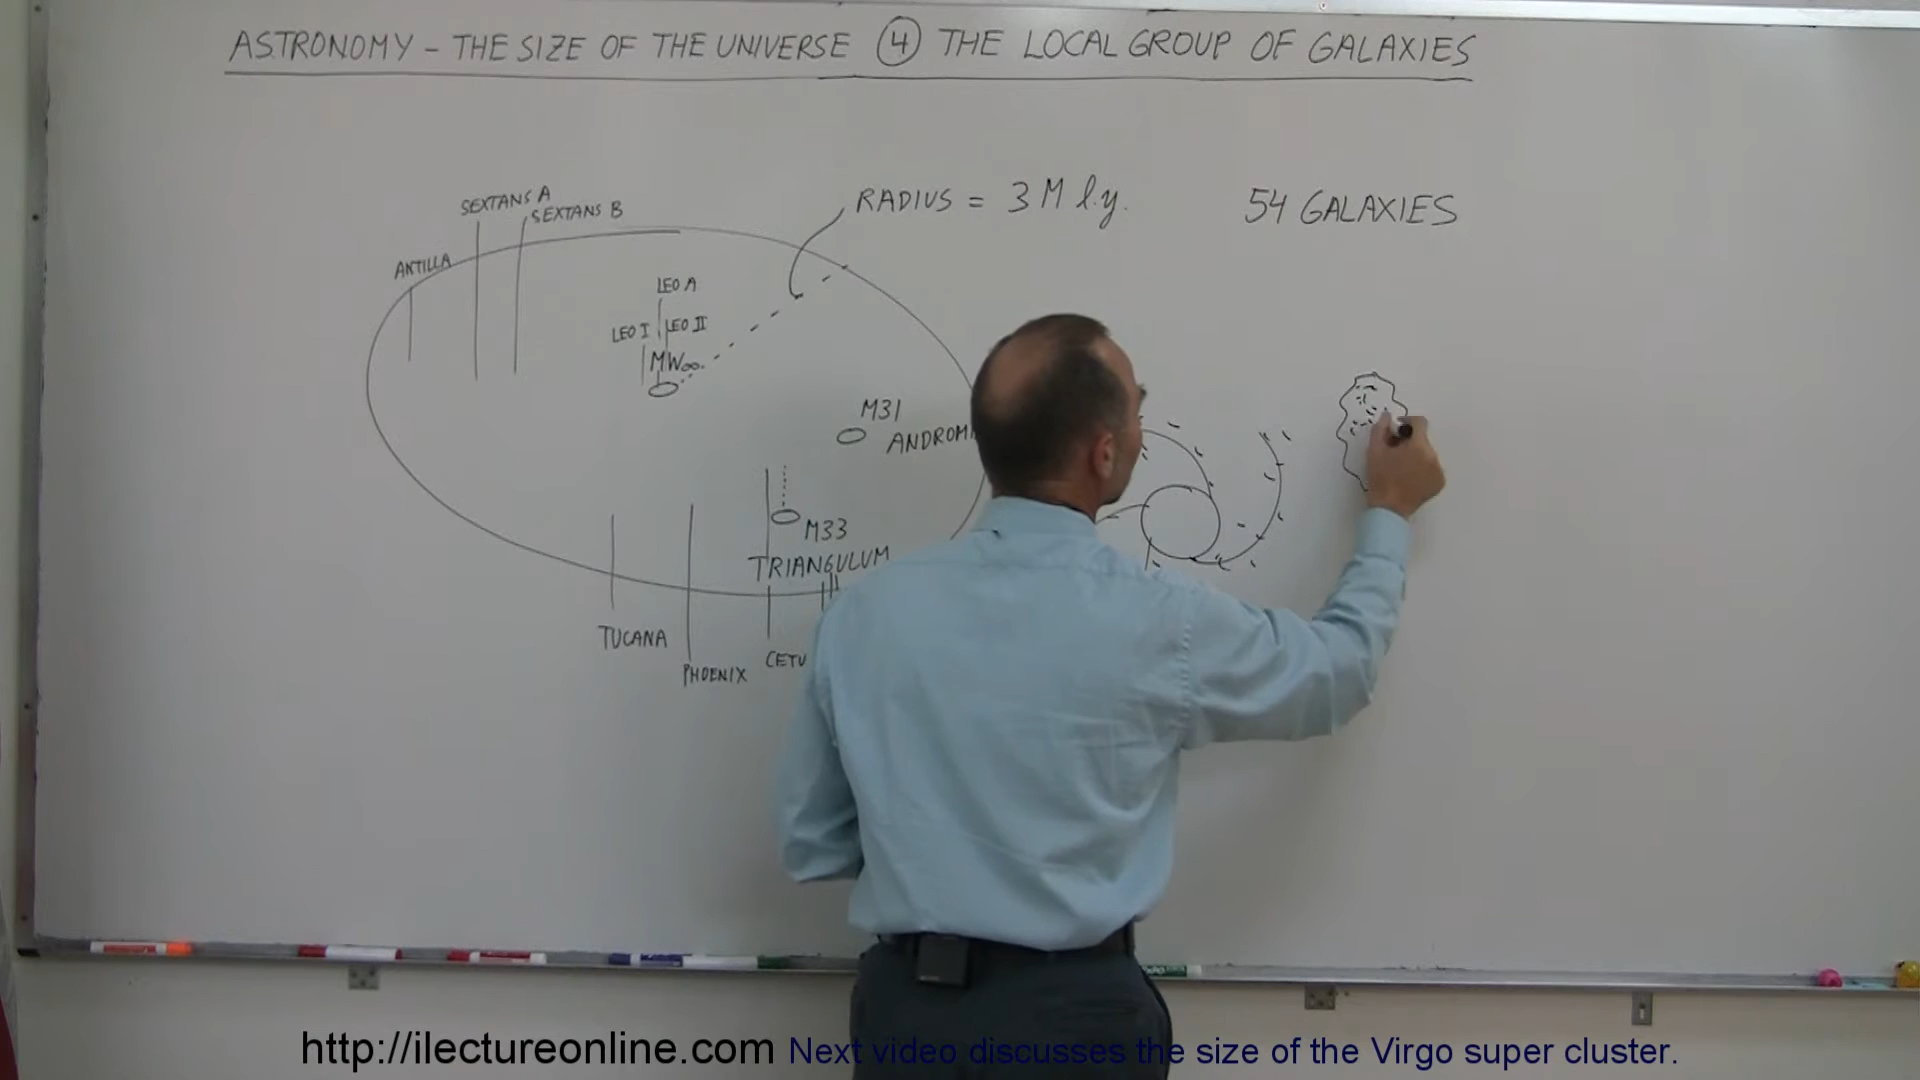 ASTRONOMY - THE SIZE OF THE UNIVERSE ④ THE LOCAL GROUP OF GALAXIES
RADIUS = 3 M l.y.
54 GALAXIES
SEXTANS A
SEXTANS B
ANTILLA
LEO A
LEO I
LEO II
MW
M31
ANDROM
M33
TRIANGULUM
TUCANA
PHOENIX
CETU
http://ilectureonline.com Next video discusses the size of the Virgo super cluster.